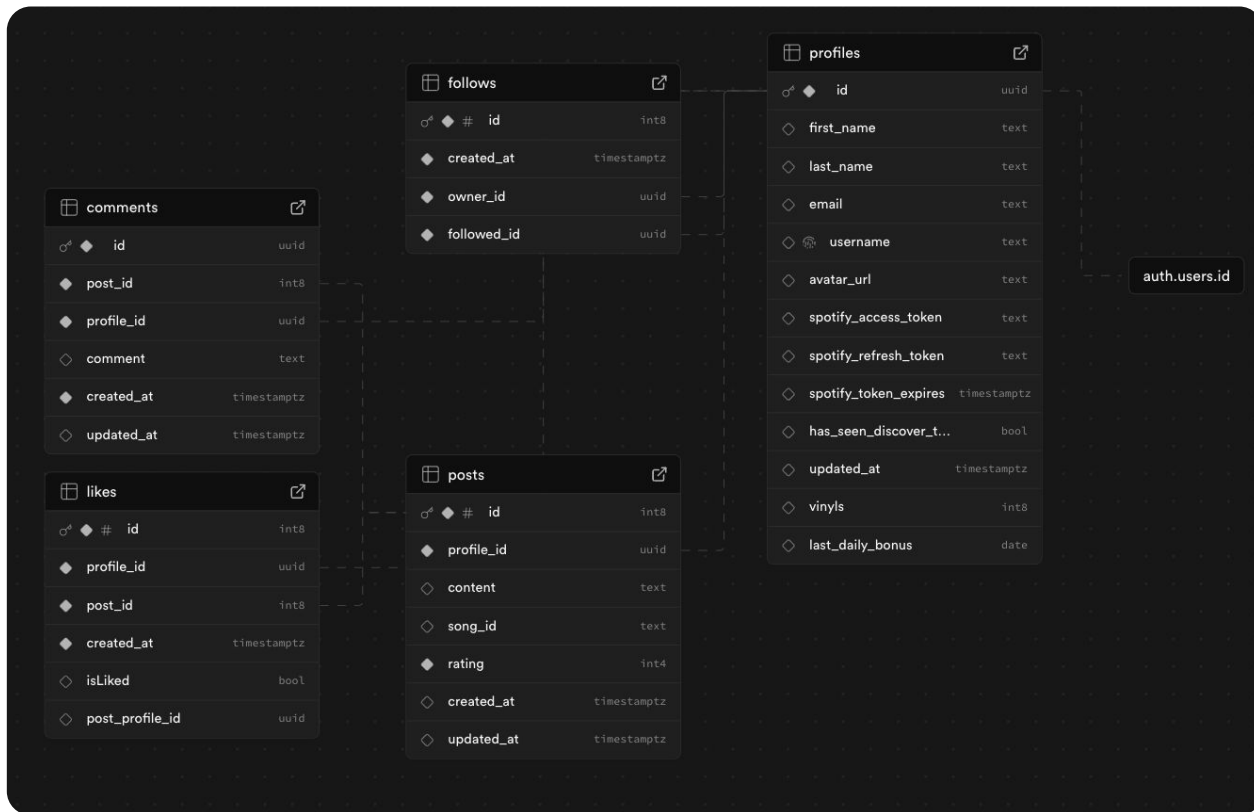 follows
id int8
created_at timestamptz
owner_id uuid
followed_id uuid
profiles
id uuid
first_name text
last_name text
email text
username text
avatar_url text
spotify_access_token text
spotify_refresh_token text
spotify_token_expires timestamptz
has_seen_discover_t... bool
updated_at timestamptz
vinyls int8
last_daily_bonus date
comments
id uuid
post_id int8
profile_id uuid
comment text
created_at timestamptz
updated_at timestamptz
auth.users.id
likes
id int8
profile_id uuid
post_id int8
created_at timestamptz
isLiked bool
post_profile_id uuid
posts
id int8
profile_id uuid
content text
song_id text
rating int4
created_at timestamptz
updated_at timestamptz